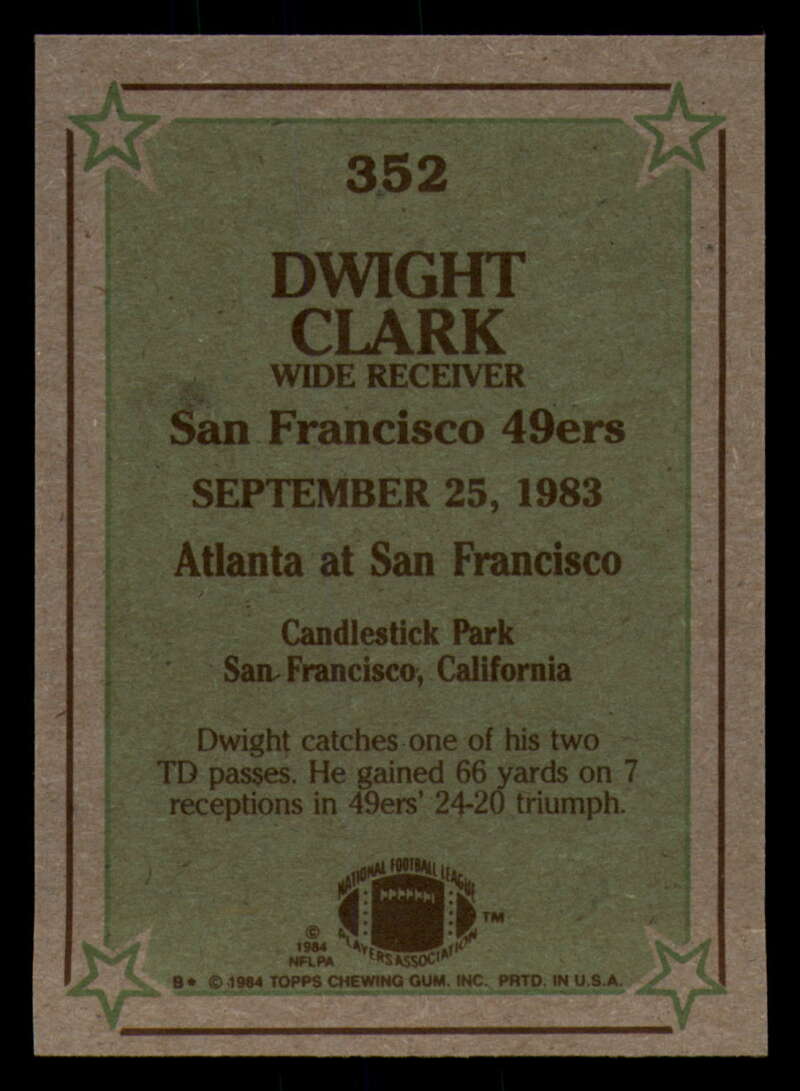 352
DWIGHT
CLARK
WIDE RECEIVER
San Francisco 49ers
SEPTEMBER 25, 1983
Atlanta at San Francisco
Candlestick Park
San Francisco, California
Dwight catches one of his two
TD passes. He gained 66 yards on 7
receptions in 49ers' 24-20 triumph.
NATIONAL FOOTBALL LEAGUE
PLAYERS ASSOCIATION
TM
©
1984
NFLPA
B* © 1984 TOPPS CHEWING GUM, INC. PRTD. IN U.S.A.